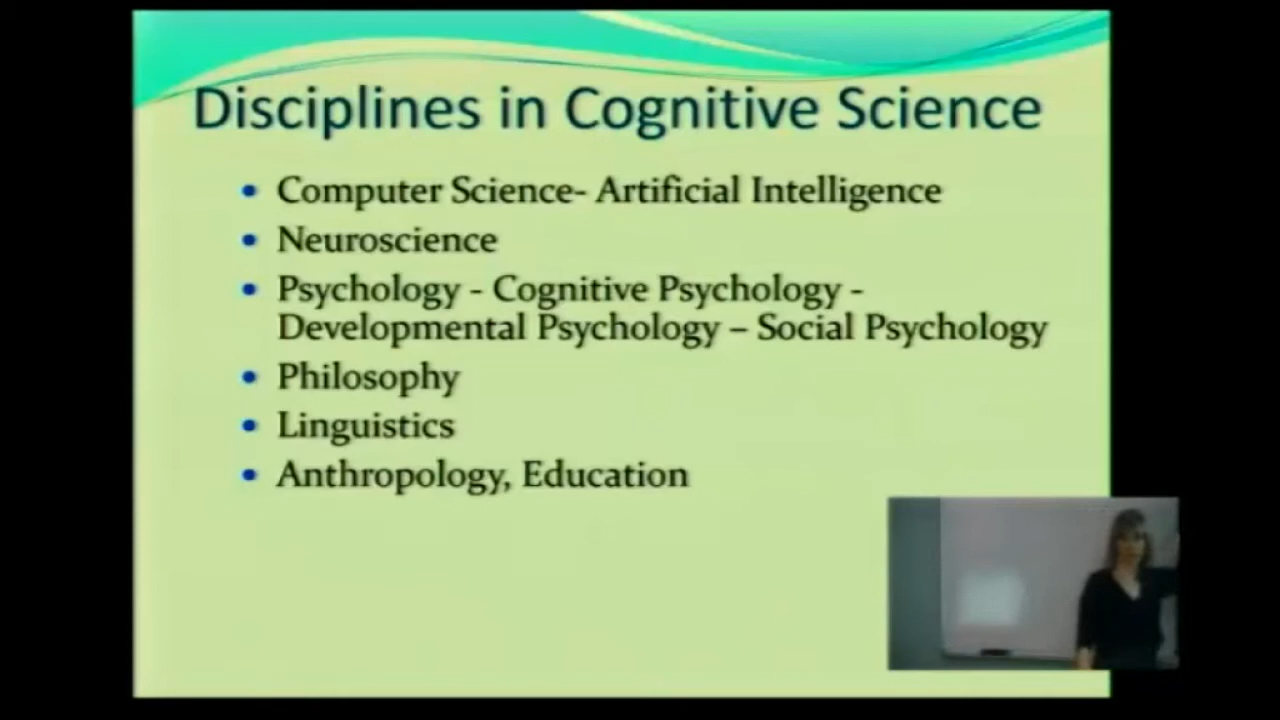 Disciplines in Cognitive Science
• Computer Science- Artificial Intelligence
• Neuroscience
• Psychology - Cognitive Psychology -
Developmental Psychology – Social Psychology
• Philosophy
• Linguistics
• Anthropology, Education